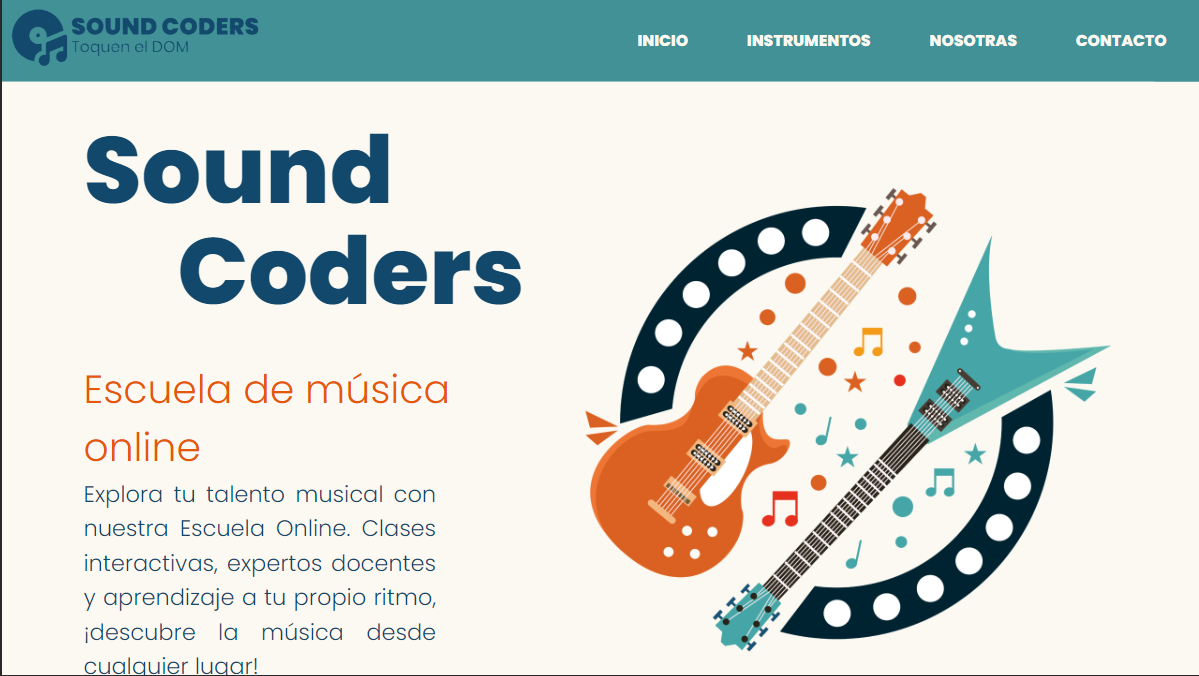 SOUND CODERS
Toquen el DOM
INICIO INSTRUMENTOS NOSOTRAS CONTACTO
Sound
Coders
Escuela de música
online
Explora tu talento musical con
nuestra Escuela Online. Clases
interactivas, expertos docentes
y aprendizaje a tu propio ritmo,
¡descubre la música desde
cualquier lugar!